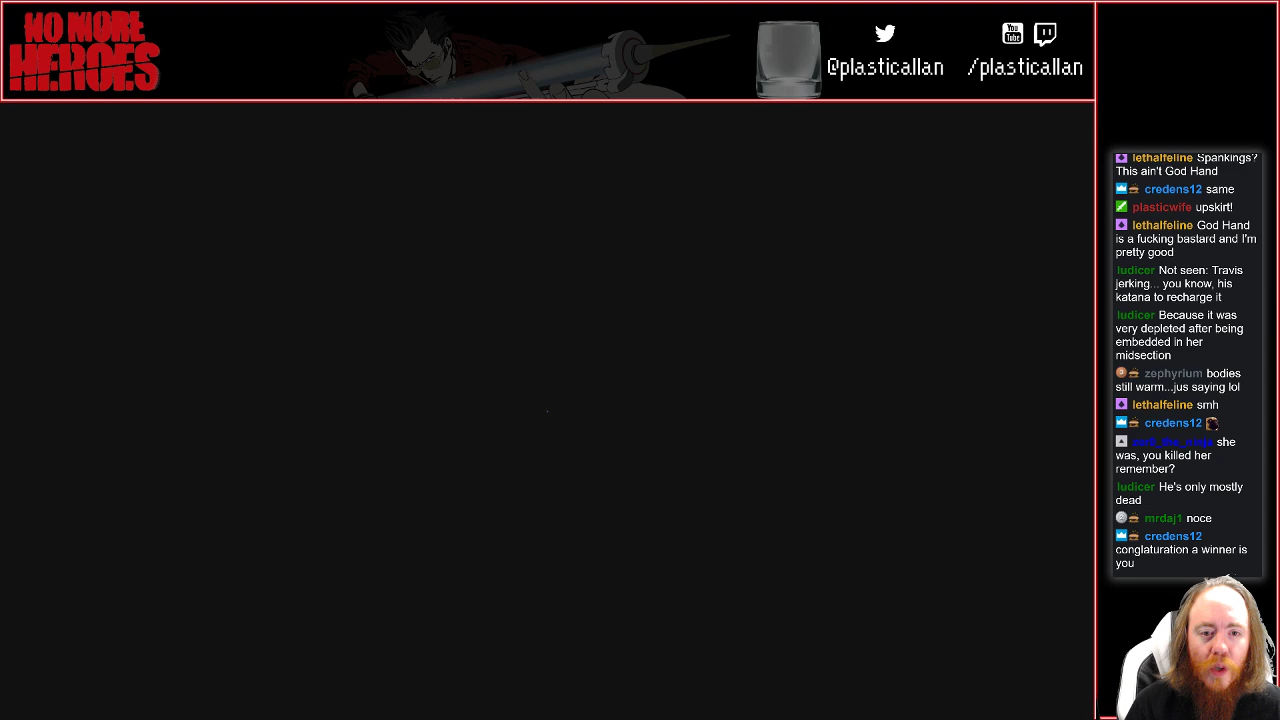 NO MORE
HEROES
@plasticallan
You
Tube
/plasticallan
lethalfeline Spankings?
This ain't God Hand
credens12 same
plasticwife upskirt!
lethalfeline God Hand
is a fucking bastard and I'm
pretty good
ludicer Not seen: Travis
jerking... you know, his
katana to recharge it
ludicer Because it was
very depleted after being
embedded in her
midsection
zephyrium bodies
still warm...jus saying lol
lethalfeline smh
credens12
she
was, you killed her
remember?
ludicer He's only mostly
dead
mrdaj1 noce
credens12
conglaturation a winner is
you